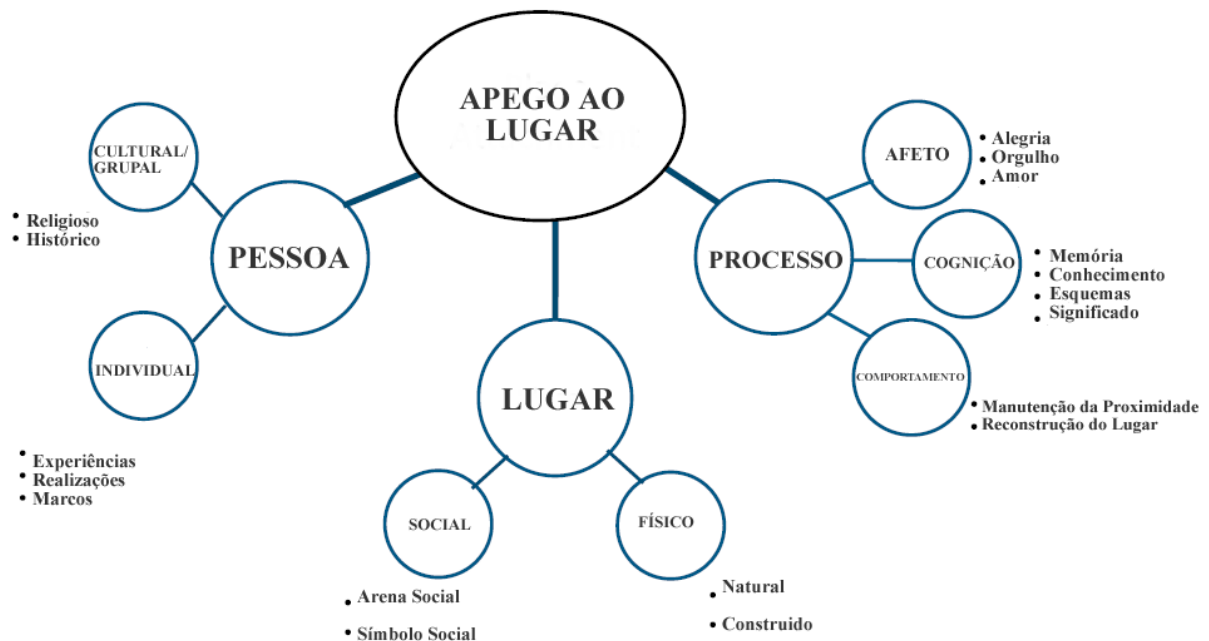 APEGO AO
LUGAR
CULTURAL/
GRUPAL
• Religioso
• Histórico
PESSOA
INDIVIDUAL
• Experiências
• Realizações
• Marcos
LUGAR
SOCIAL
• Arena Social
• Símbolo Social
FÍSICO
• Natural
• Construido
PROCESSO
AFETO
• Alegria
• Orgulho
• Amor
COGNIÇÃO
• Memória
• Conhecimento
• Esquemas
• Significado
COMPORTAMENTO
• Manutenção da Proximidade
• Reconstrução do Lugar